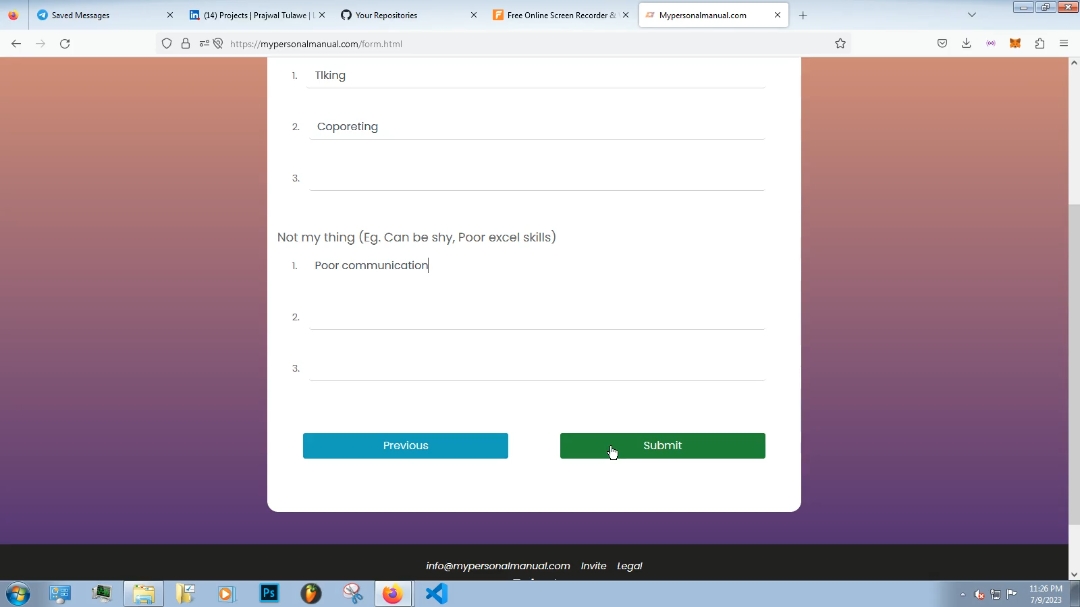 Saved Messages
(14) Projects | Prajwal Tulawe | L
Your Repositories
Free Online Screen Recorder &
Mypersonalmanual.com
https://mypersonalmanual.com/form.html
1. Tlking
2. Coporeting
3.
Not my thing (Eg. Can be shy, Poor excel skills)
1. Poor communication
2.
3.
Previous
Submit
info@mypersonalmanual.com Invite Legal
11:26 PM
7/9/2023